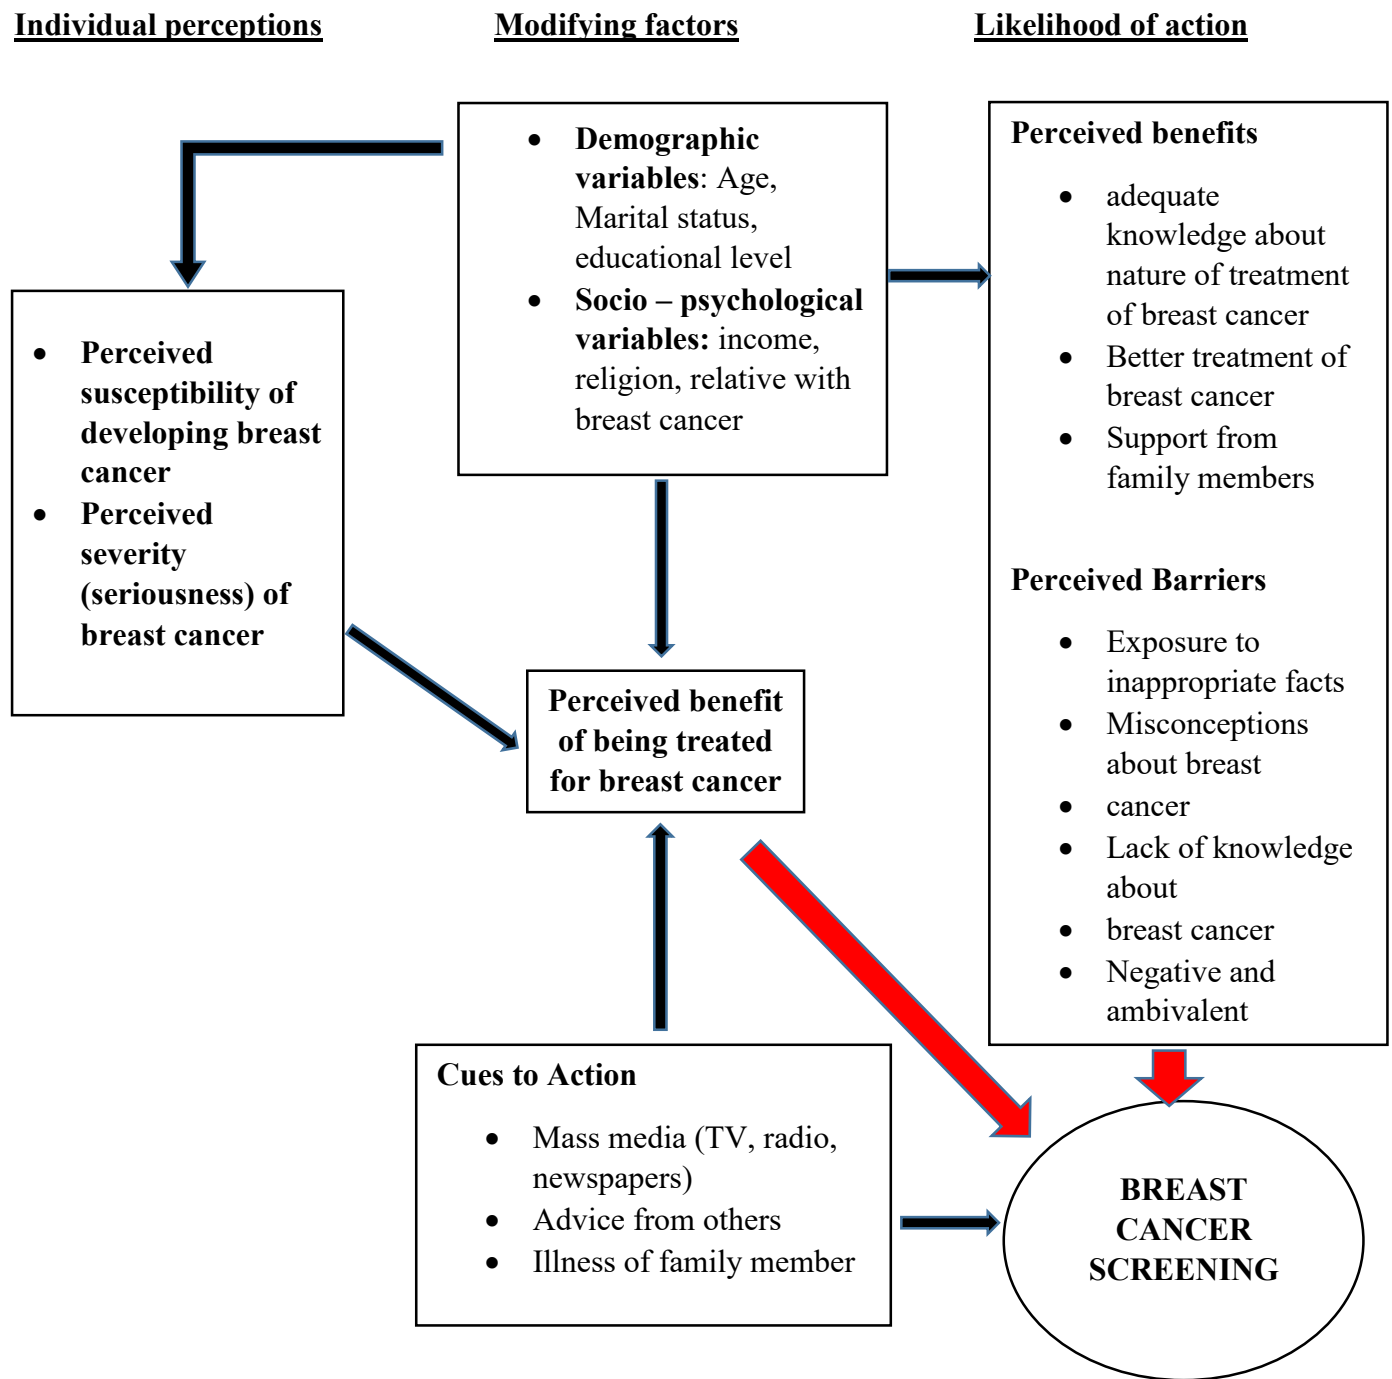 Individual perceptions
Modifying factors
Likelihood of action
• Demographic
variables: Age,
Marital status,
educational level
• Socio – psychological
variables: income,
religion, relative with
breast cancer
Perceived benefits
• adequate
knowledge about
nature of treatment
of breast cancer
• Better treatment of
breast cancer
• Support from
family members
Perceived Barriers
• Exposure to
inappropriate facts
• Misconceptions
about breast
• cancer
• Lack of knowledge
about
• breast cancer
• Negative and
ambivalent
• Perceived
susceptibility of
developing breast
cancer
• Perceived
severity
(seriousness) of
breast cancer
Perceived benefit
of being treated
for breast cancer
Cues to Action
• Mass media (TV, radio,
newspapers)
• Advice from others
• Illness of family member
BREAST
CANCER
SCREENING